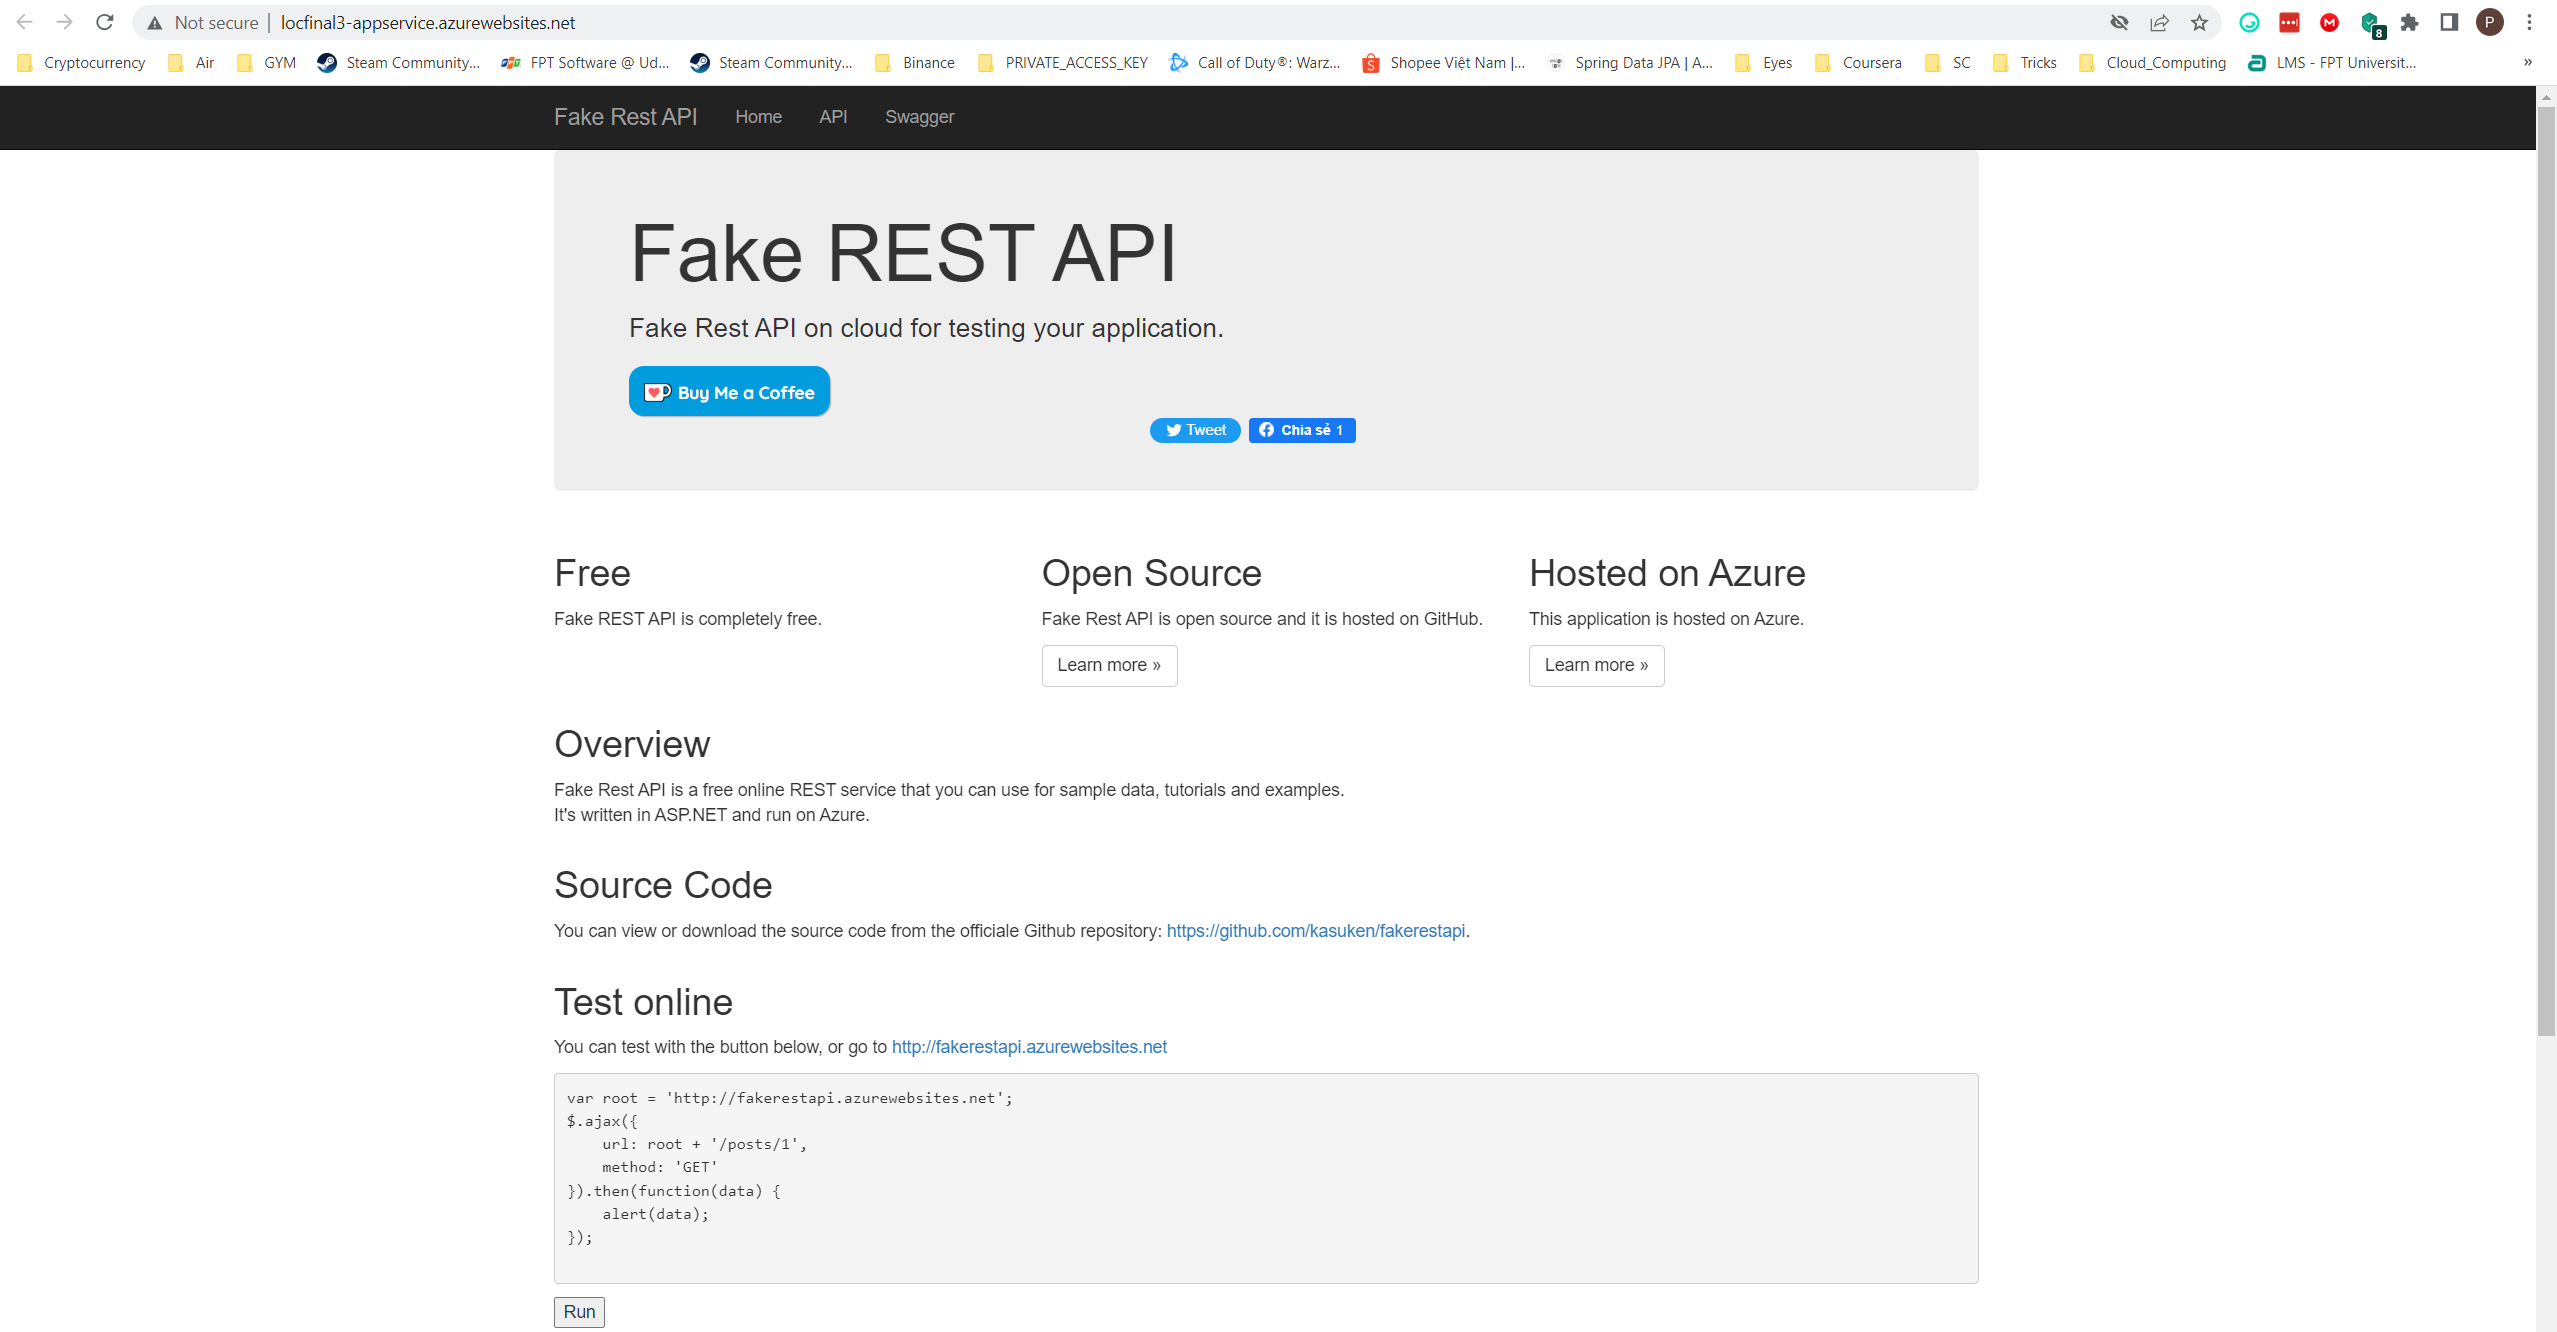 Not secure | locfinal3-appservice.azurewebsites.net
8
P
Cryptocurrency Air GYM Steam Community... FPT Software @ Ud... Steam Community... Binance PRIVATE_ACCESS_KEY Call of Duty®: Warz... Shopee Việt Nam |... Spring Data JPA | A... Eyes Coursera SC Tricks Cloud_Computing LMS - FPT Universit... »
Fake Rest API Home API Swagger
Fake REST API
Fake Rest API on cloud for testing your application.
Buy Me a Coffee
Tweet Chia sẻ 1
Free
Fake REST API is completely free.
Open Source
Fake Rest API is open source and it is hosted on GitHub.
Learn more »
Hosted on Azure
This application is hosted on Azure.
Learn more »
Overview
Fake Rest API is a free online REST service that you can use for sample data, tutorials and examples.
It's written in ASP.NET and run on Azure.
Source Code
You can view or download the source code from the officiale Github repository: https://github.com/kasuken/fakerestapi.
Test online
You can test with the button below, or go to http://fakerestapi.azurewebsites.net
var root = 'http://fakerestapi.azurewebsites.net';
$.ajax({
    url: root + '/posts/1',
    method: 'GET'
}).then(function(data) {
    alert(data);
});
Run